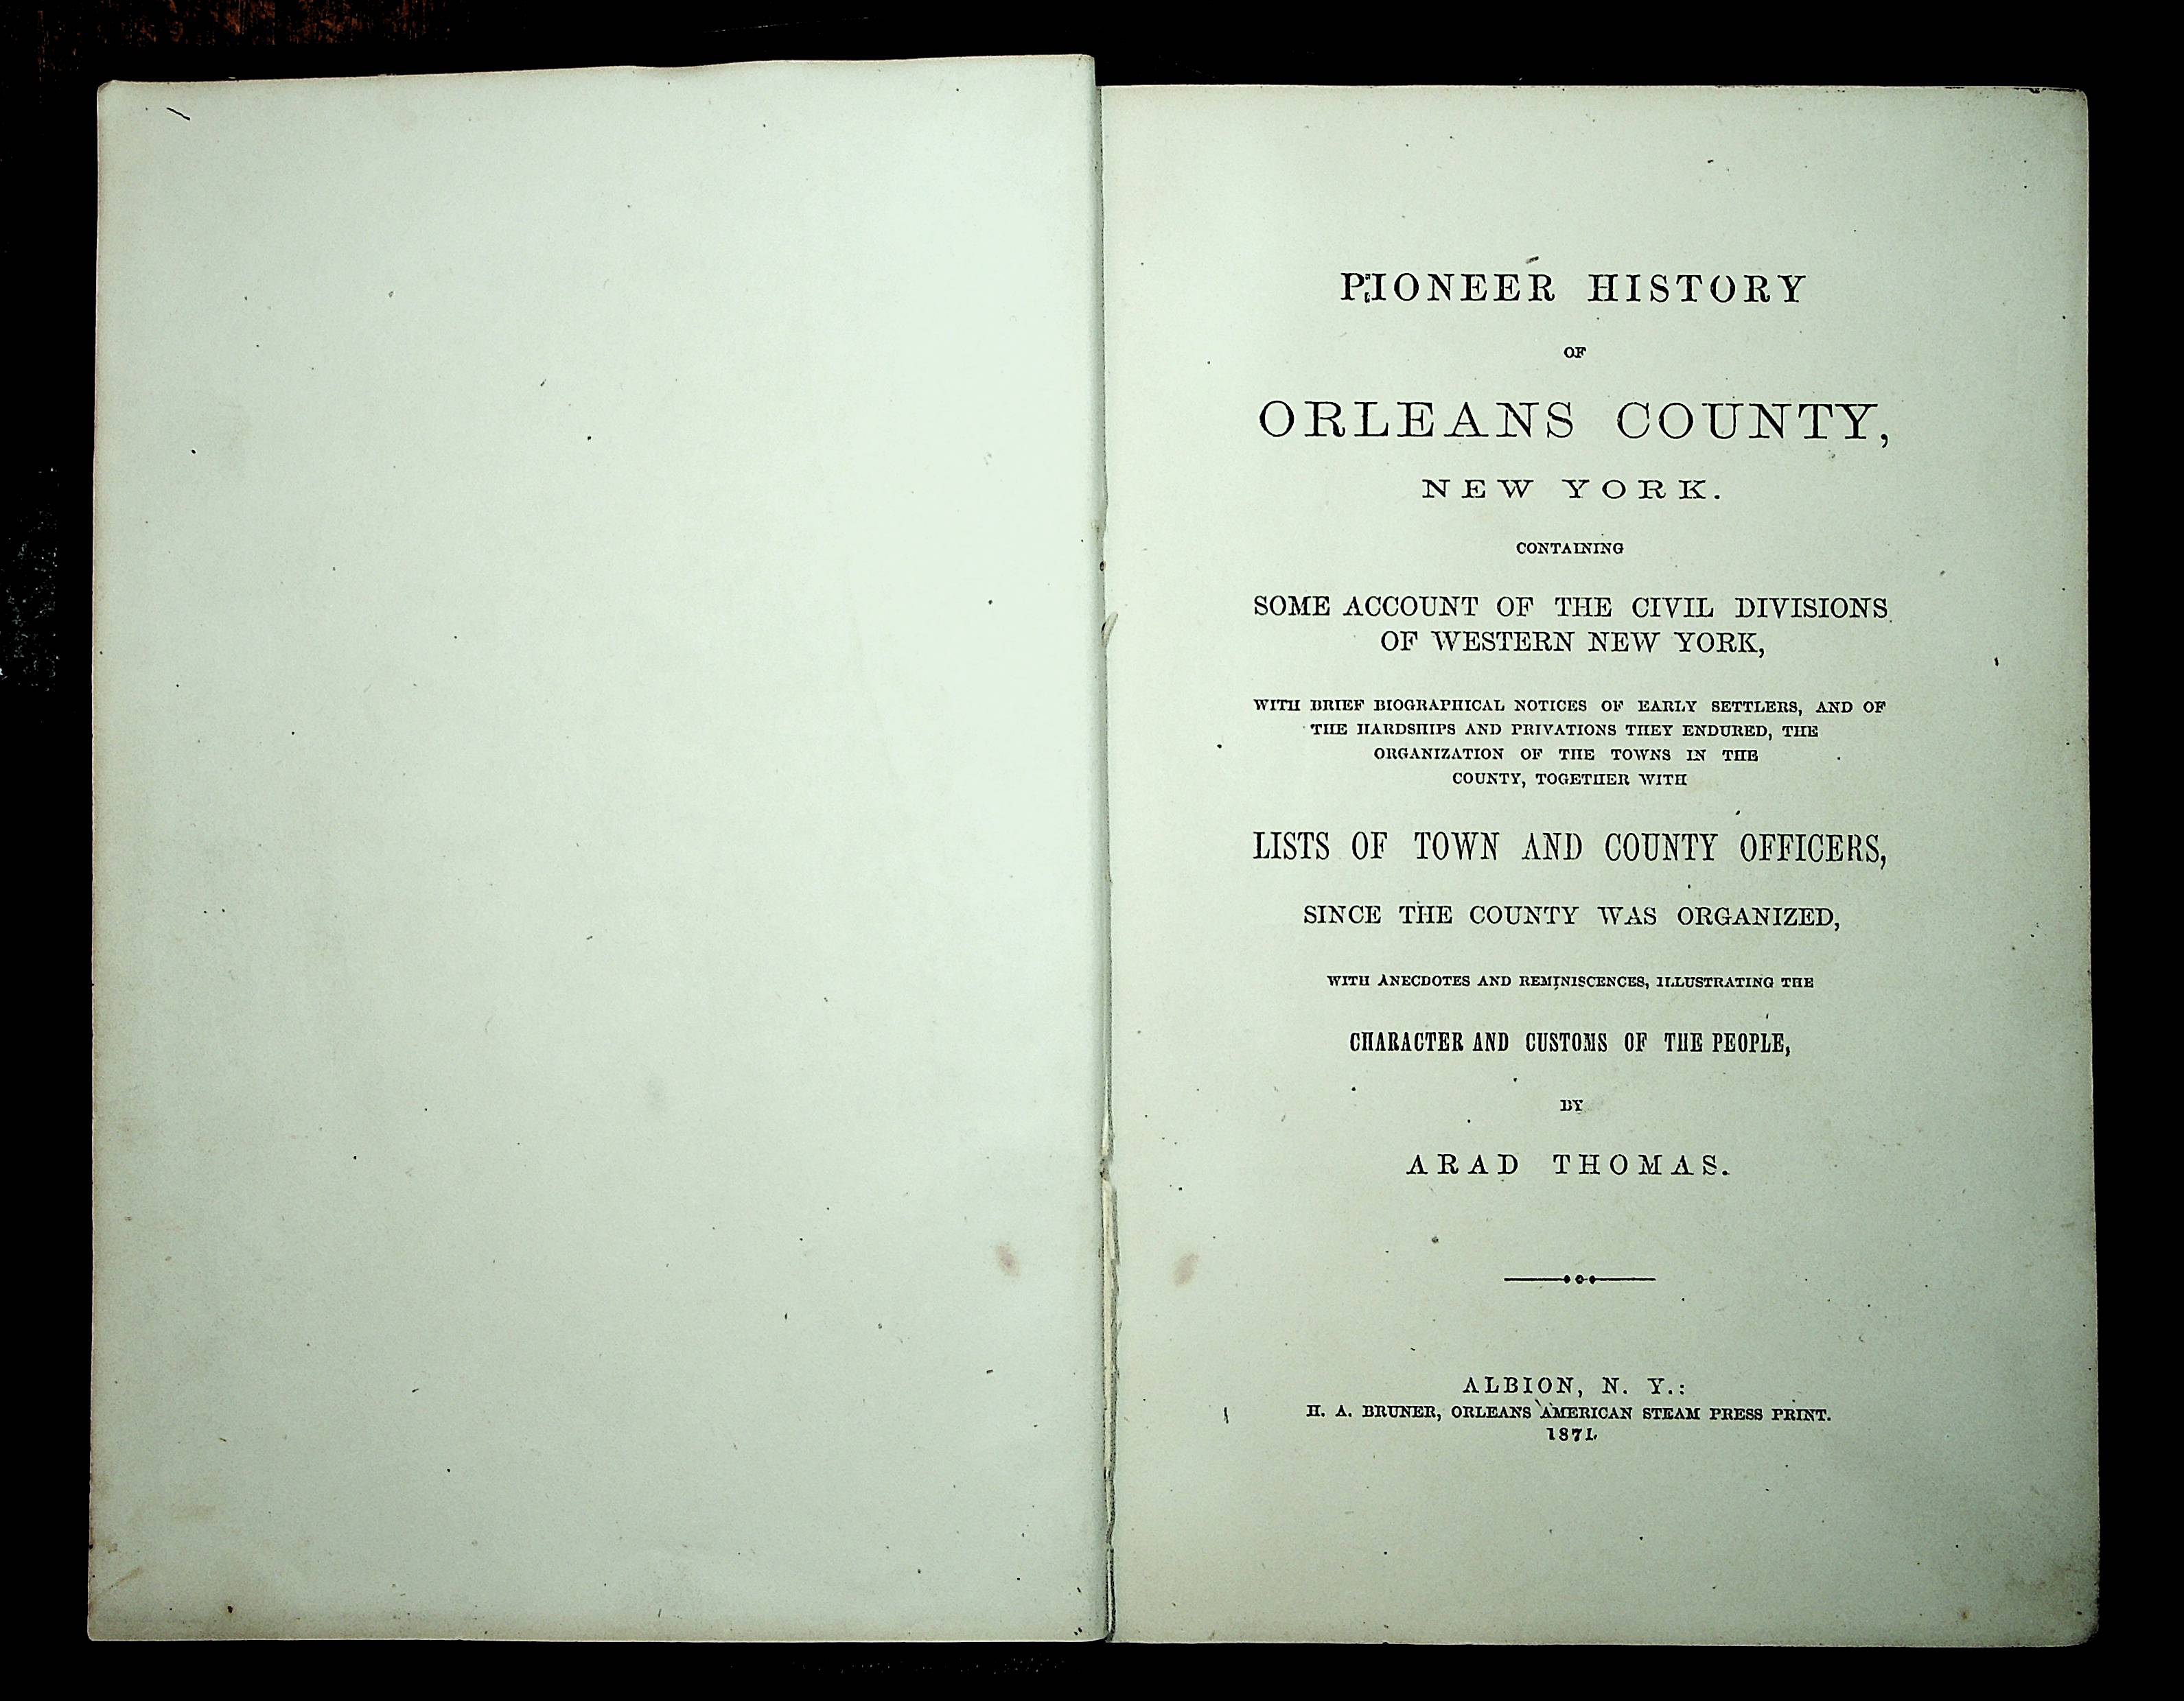 PIONEER HISTORY
OF
ORLEANS COUNTY,
NEW YORK.
CONTAINING
SOME ACCOUNT OF THE CIVIL DIVISIONS
OF WESTERN NEW YORK,
WITH BRIEF BIOGRAPHICAL NOTICES OF EARLY SETTLERS, AND OF
THE HARDSHIPS AND PRIVATIONS THEY ENDURED, THE
ORGANIZATION OF THE TOWNS IN THE
COUNTY, TOGETHER WITH
LISTS OF TOWN AND COUNTY OFFICERS,
SINCE THE COUNTY WAS ORGANIZED,
WITH ANECDOTES AND REMINISCENCES, ILLUSTRATING THE
CHARACTER AND CUSTOMS OF THE PEOPLE,
BY
ARAD THOMAS.
ALBION, N. Y.:
H. A. BRUNER, ORLEANS AMERICAN STEAM PRESS PRINT.
1871.